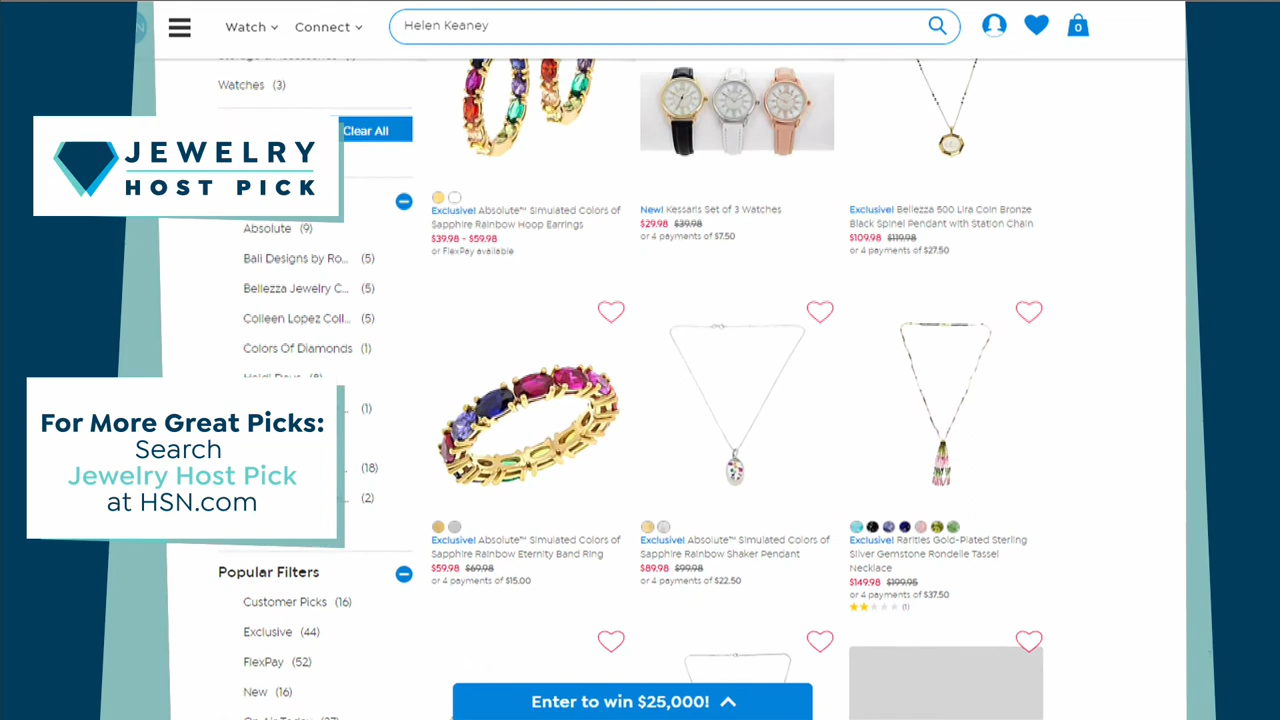 Watch
Connect
Helen Keaney
0
Watches (3)
Clear All
JEWELRY
HOST PICK
Absolute (9)
Bali Designs by Ro... (5)
Bellezza Jewelry C... (5)
Colleen Lopez Coll... (5)
Colors Of Diamonds (1)
(1)
(18)
(2)
For More Great Picks:
Search
Jewelry Host Pick
at HSN.com
Popular Filters
Customer Picks (16)
Exclusive (44)
FlexPay (52)
New (16)
Exclusive! Absolute™ Simulated Colors of
Sapphire Rainbow Hoop Earrings
$39.98 - $59.98
or FlexPay available
New! Kessaris Set of 3 Watches
$29.98 $39.98
or 4 payments of $7.50
Exclusive! Bellezza 500 Lira Coin Bronze
Black Spinel Pendant with Station Chain
$109.98 $119.98
or 4 payments of $27.50
Exclusive! Absolute™ Simulated Colors of
Sapphire Rainbow Eternity Band Ring
$59.98 $69.98
or 4 payments of $15.00
Exclusive! Absolute™ Simulated Colors of
Sapphire Rainbow Shaker Pendant
$89.98 $99.98
or 4 payments of $22.50
Exclusive! Rarities Gold-Plated Sterling
Silver Gemstone Rondelle Tassel
Necklace
$149.98 $199.95
or 4 payments of $37.50
(1)
Enter to win $25,000!